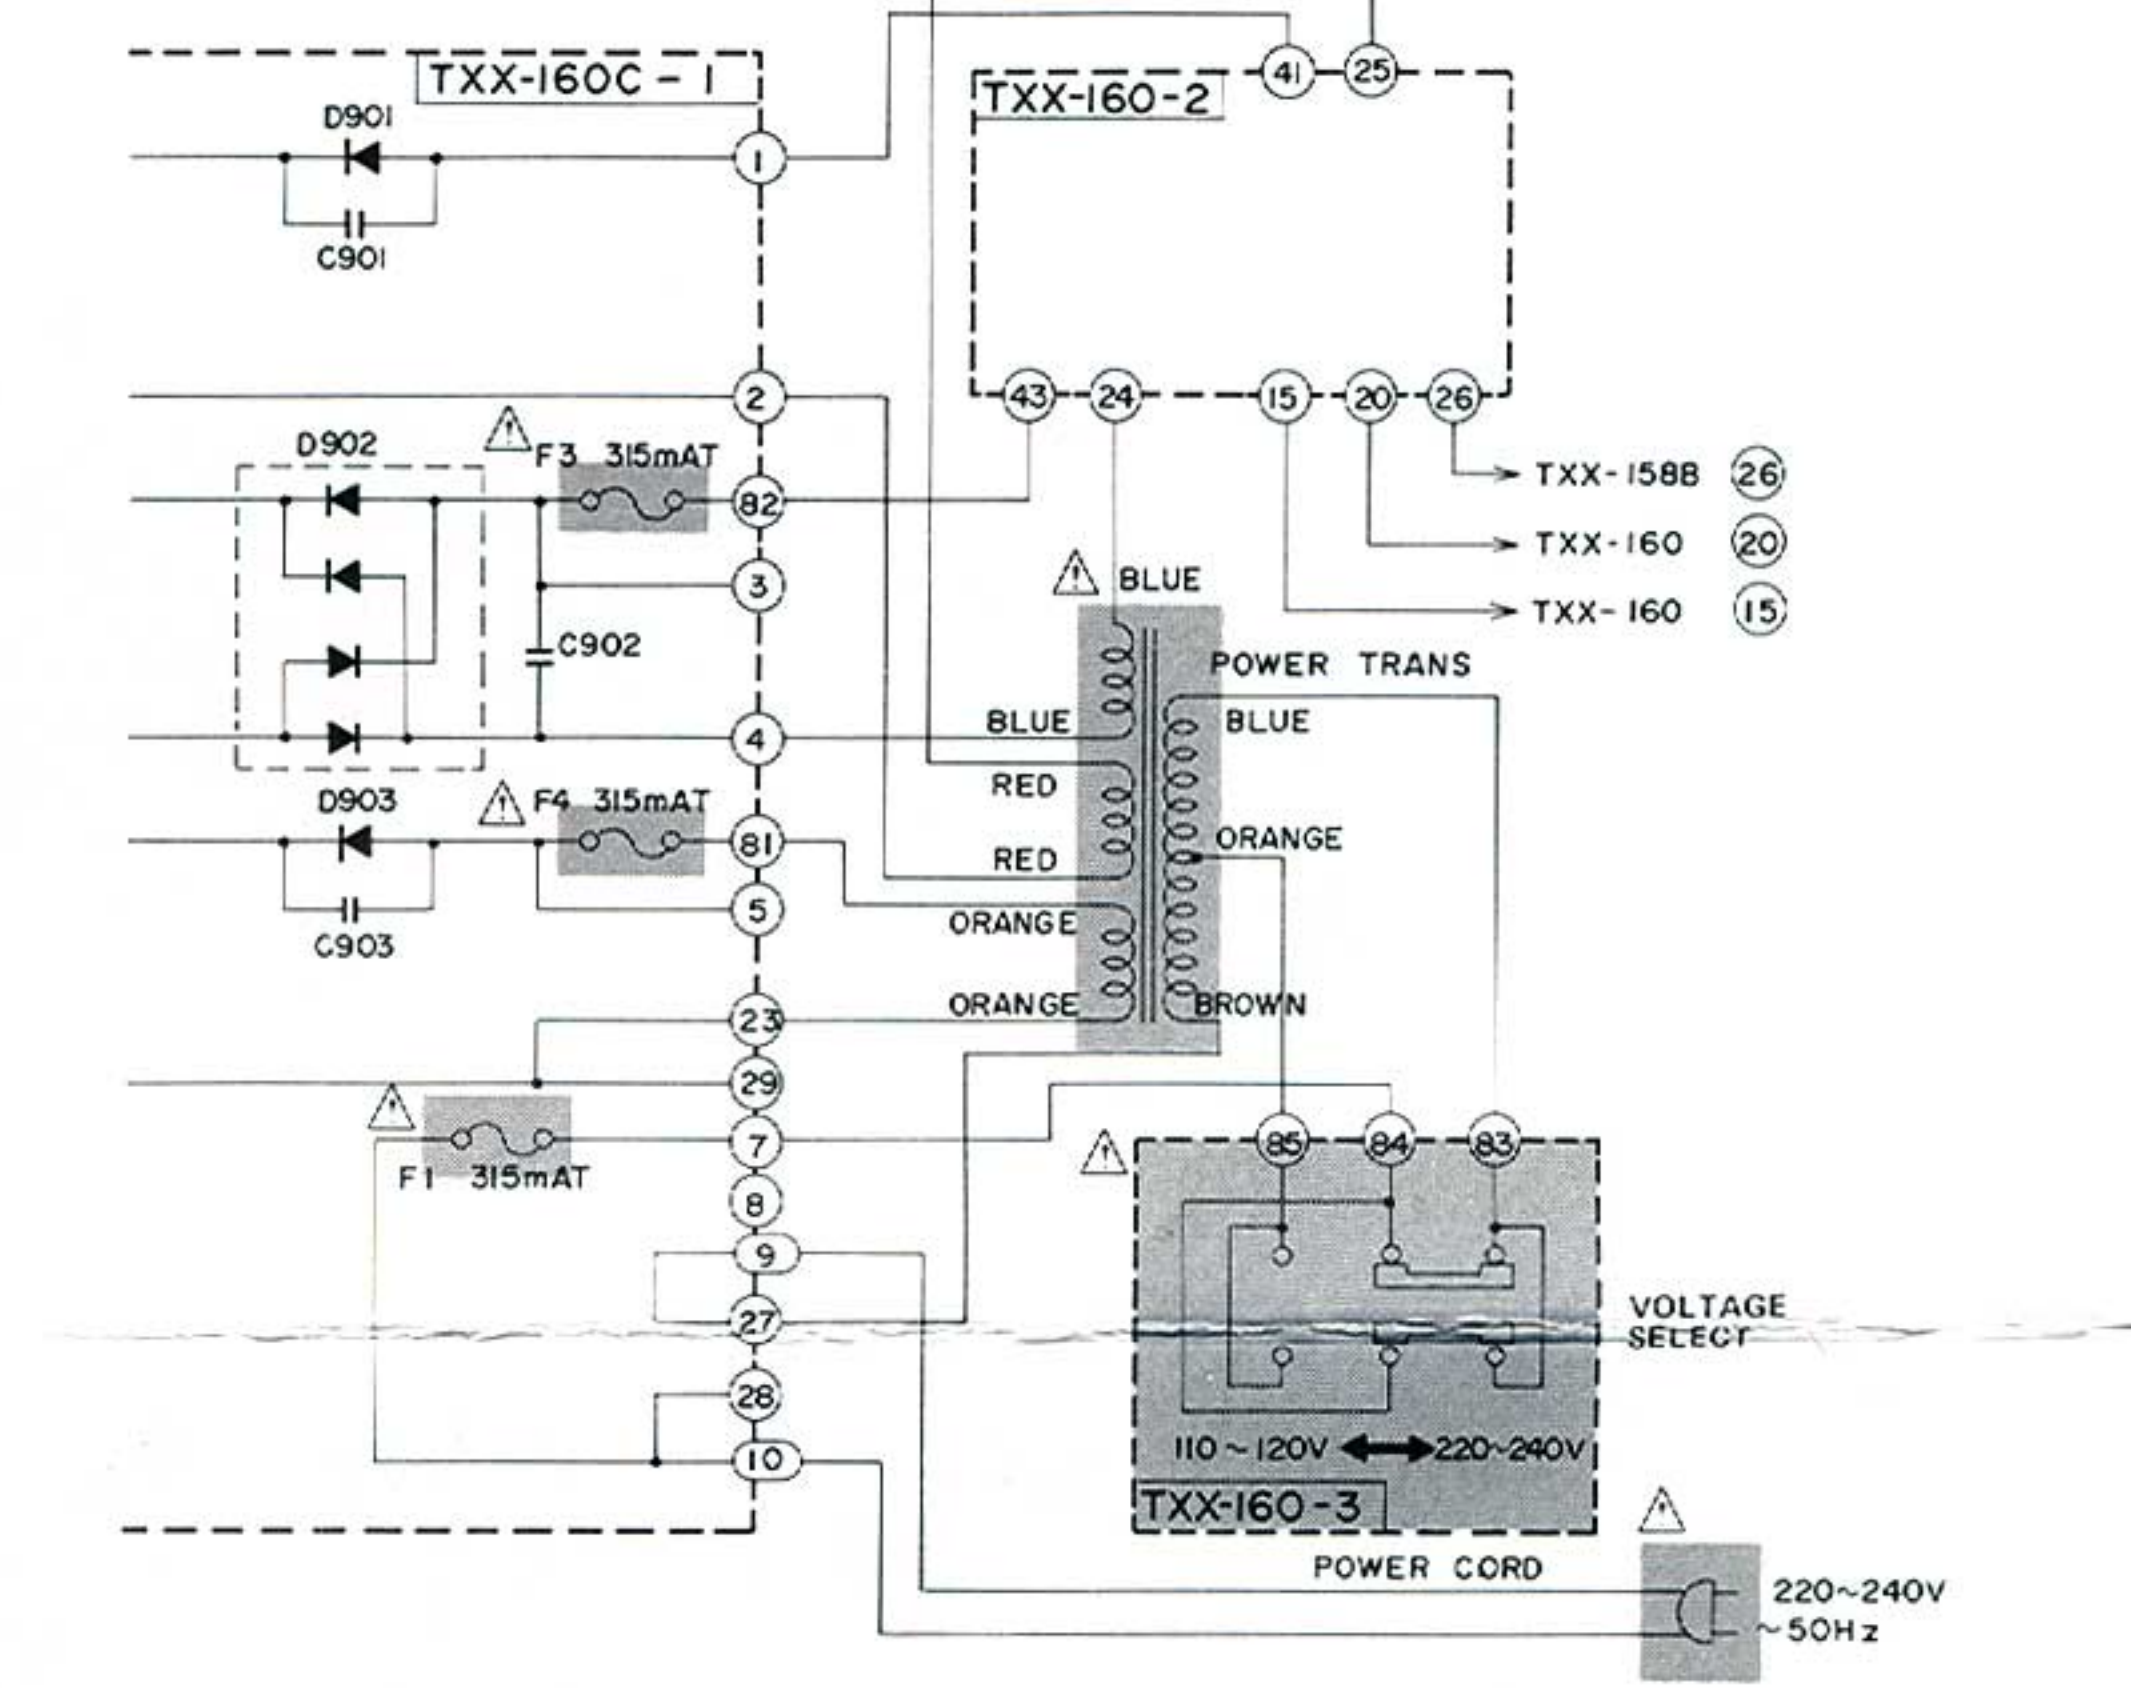 TXX-160C-1
D901
1
C901
41
25
TXX-160-2
2
43
24
15
20
26
D902
F3 315mAT
82
3
TXX-158B 26
TXX-160 20
TXX-160 15
BLUE
C902
POWER TRANS
BLUE
BLUE
4
RED
D903
F4 315mAT
81
ORANGE
RED
5
ORANGE
C903
ORANGE
BROWN
23
29
7
F1 315mAT
8
9
27
28
10
85
84
83
VOLTAGE
SELECT
110~120V
220~240V
TXX-160-3
POWER CORD
220~240V
~50Hz